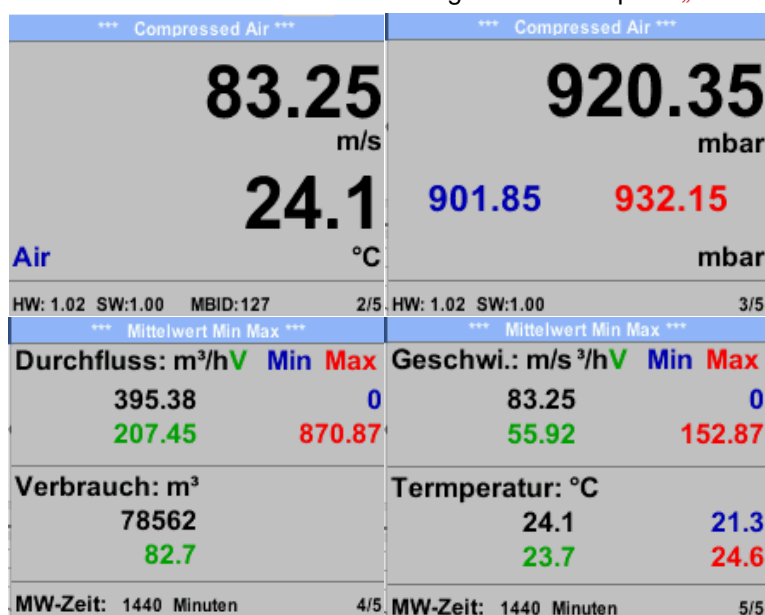 *** Compressed Air ***
83.25
m/s
24.1
Air °C
HW: 1.02 SW:1.00 MBID:127 2/5
*** Compressed Air ***
920.35
mbar
901.85 932.15
mbar
HW: 1.02 SW:1.00 3/5
*** Mittelwert Min Max ***
Durchfluss: m³/hV Min Max
395.38 0
207.45 870.87
Verbrauch: m³
78562
82.7
MW-Zeit: 1440 Minuten 4/5
*** Mittelwert Min Max ***
Geschwi.: m/s ³/hV Min Max
83.25 0
55.92 152.87
Termperatur: °C
24.1 21.3
23.7 24.6
MW-Zeit: 1440 Minuten 5/5